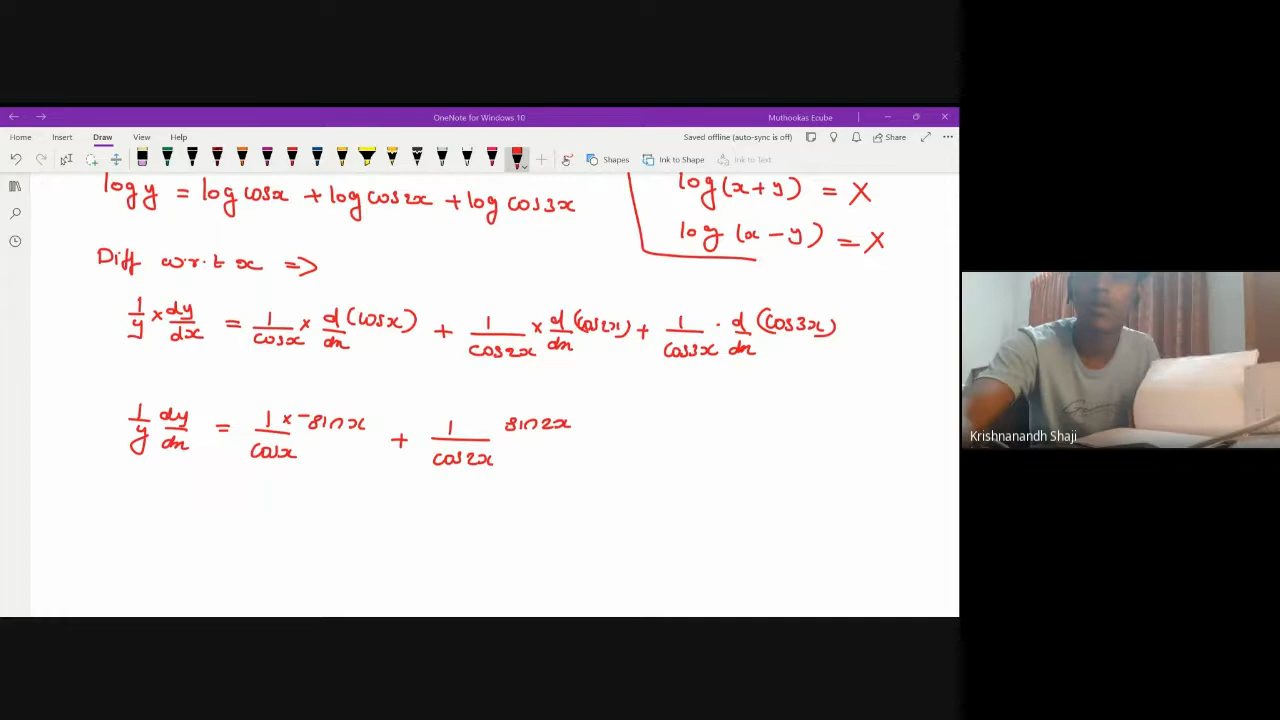 OneNote for Windows 10
Muthookas Ecube
Home Insert Draw View Help
Saved offline (auto-sync is off)
Share
Shapes
Ink to Shape
Ink to Text
log y = log cosx + log cos2x + log cos3x
log(x+y) = X
log (x-y) = X
Diff w.r.t x =>
1/y × dy/dx = 1/cosx × d/dx (cosx) + 1/cos2x × d/dx (cos2x) + 1/cos3x · d/dx (cos3x)
1/y dy/dx = 1/cosx × -sinx + 1/cos2x sin2x
Krishnanandh Shaji